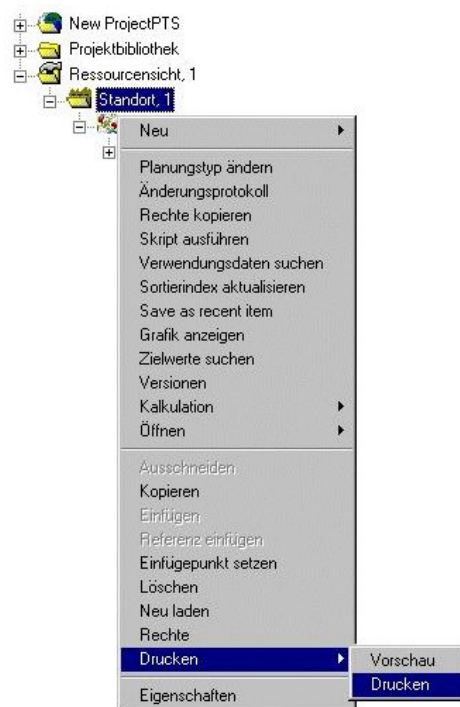 New ProjectPTS
Projektbibliothek
Ressourcensicht, 1
Standort, 1
Neu
Planungstyp ändern
Änderungsprotokoll
Rechte kopieren
Skript ausführen
Verwendungsdaten suchen
Sortierindex aktualisieren
Save as recent item
Grafik anzeigen
Zielwerte suchen
Versionen
Kalkulation
Öffnen
Ausschneiden
Kopieren
Einfügen
Referenz einfügen
Einfügepunkt setzen
Löschen
Neu laden
Rechte
Drucken
Vorschau
Drucken
Eigenschaften